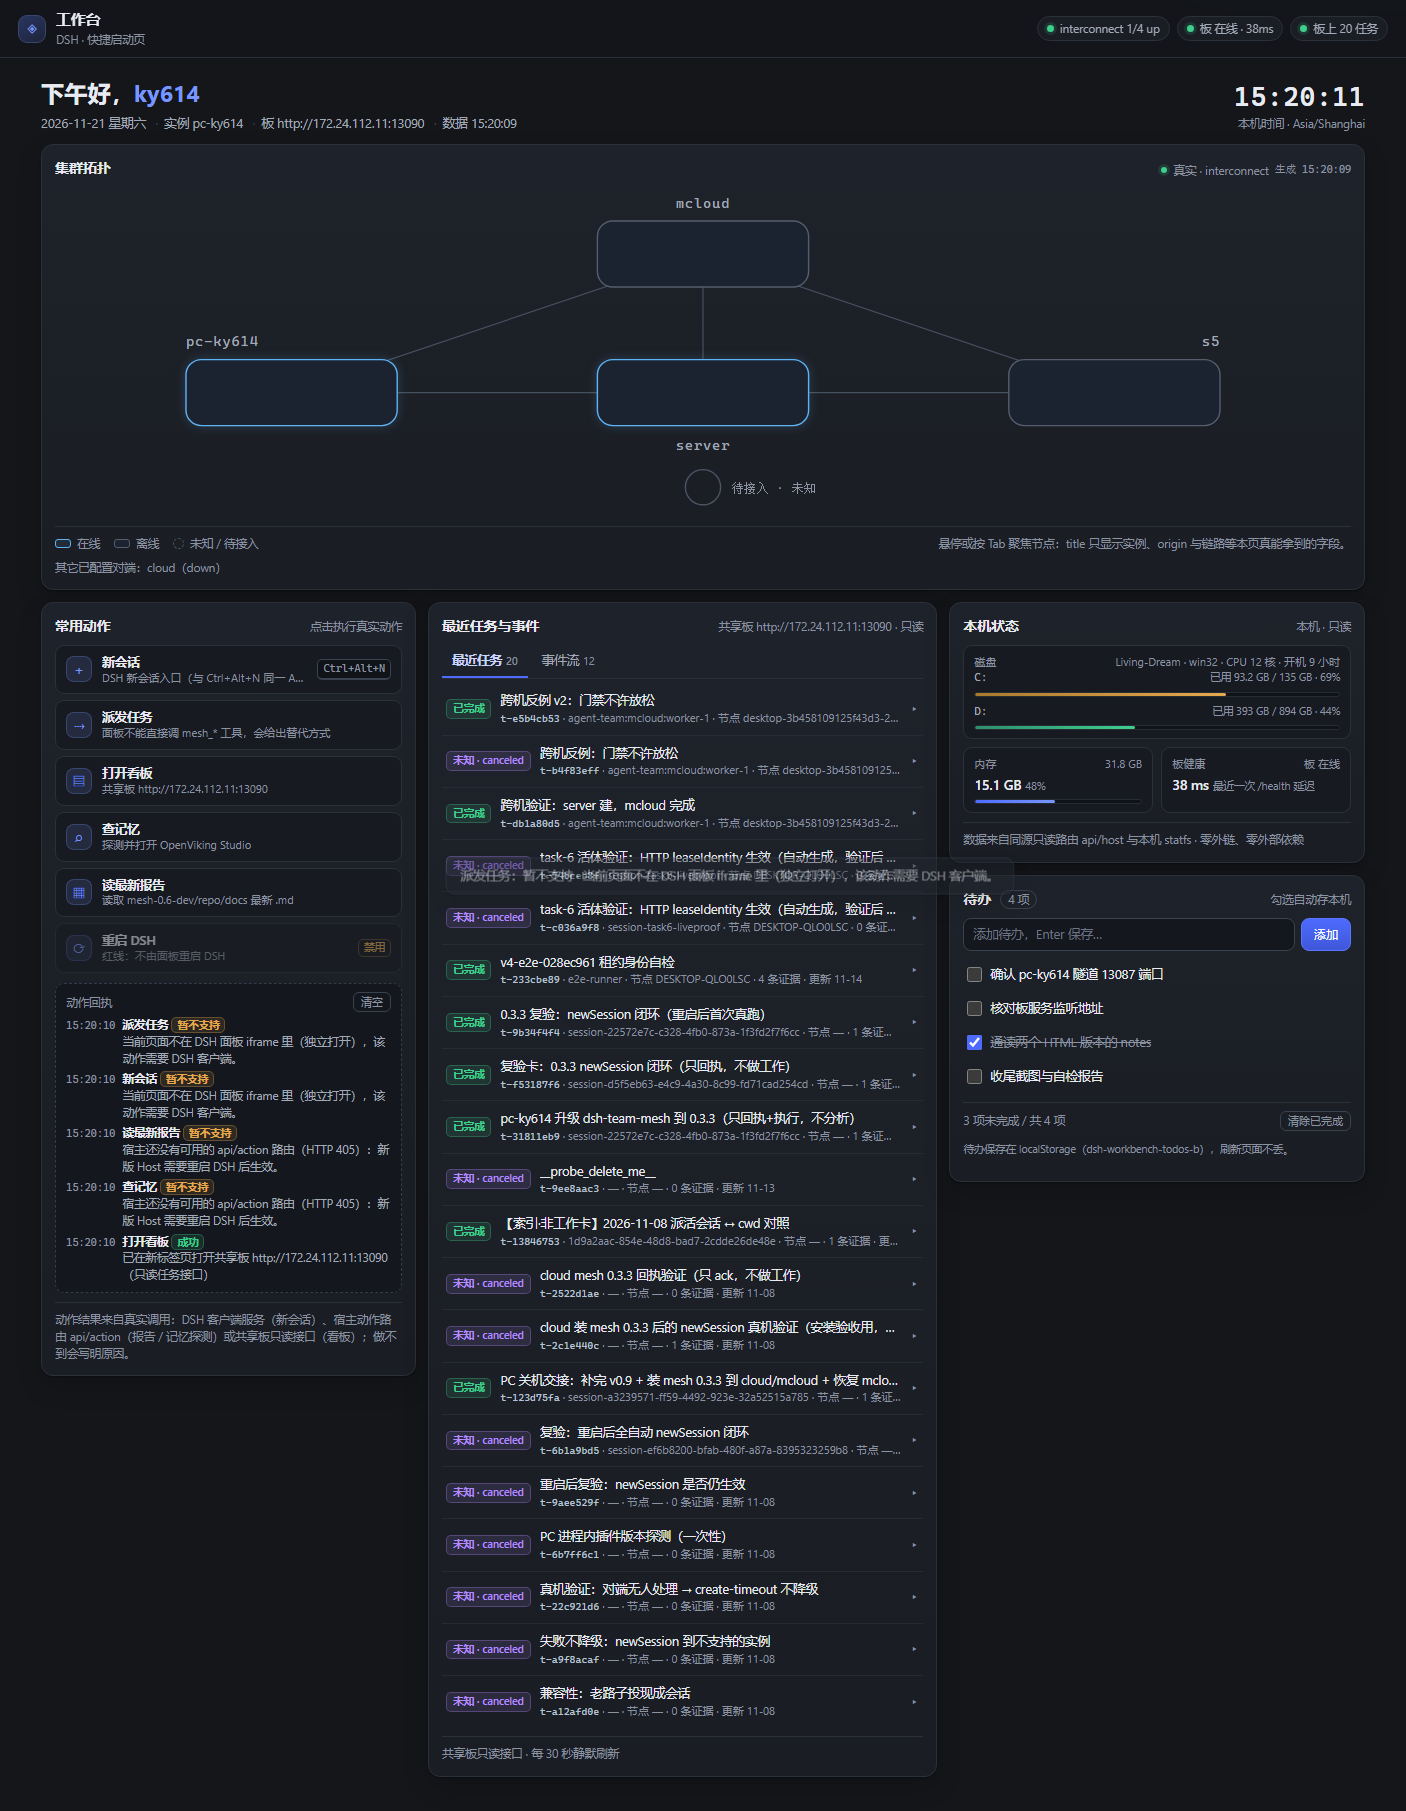 工作台
DSH · 快捷启动页
interconnect 1/4 up
板 在线 · 38ms
板上 20 任务
下午好，ky614
2026-11-21 星期六 · 实例 pc-ky614 · 板 http://172.24.112.11:13090 · 数据 15:20:09
15:20:11
本机时间 · Asia/Shanghai
集群拓扑
真实 · interconnect 生成 15:20:09
mcloud
pc-ky614
s5
server
待接入 · 未知
在线 离线 未知 / 待接入
悬停或按 Tab 聚焦节点：title 只显示实例、origin 与链路等本页真能拿到的字段。
其它已配置对端：cloud（down）
常用动作
点击执行真实动作
新会话
DSH 新会话入口（与 Ctrl+Alt+N 同一 A...
Ctrl+Alt+N
派发任务
面板不能直接调 mesh_* 工具，会给出替代方式
打开看板
共享板 http://172.24.112.11:13090
查记忆
探测并打开 OpenViking Studio
读最新报告
读取 mesh-0.6-dev/repo/docs 最新 .md
重启 DSH
红线：不由面板重启 DSH
禁用
动作回执
清空
15:20:10 派发任务 暂不支持
当前页面不在 DSH 面板 iframe 里（独立打开），该
动作需要 DSH 客户端。
15:20:10 新会话 暂不支持
当前页面不在 DSH 面板 iframe 里（独立打开），该
动作需要 DSH 客户端。
15:20:10 读最新报告 暂不支持
宿主还没有可用的 api/action 路由（HTTP 405）：新
版 Host 需要重启 DSH 后生效。
15:20:10 查记忆 暂不支持
宿主还没有可用的 api/action 路由（HTTP 405）：新
版 Host 需要重启 DSH 后生效。
15:20:10 打开看板 成功
已在新标签页打开共享板 http://172.24.112.11:13090
（只读任务接口）
动作结果来自真实调用：DSH 客户端服务（新会话）、宿主动作路
由 api/action（报告 / 记忆探测）或共享板只读接口（看板）；做不
到会写明原因。
最近任务与事件
共享板 http://172.24.112.11:13090 · 只读
最近任务 20
事件流 12
已完成
跨机反例 v2：门禁不许放松
t-e5b4cb53 · agent-team:mcloud:worker-1 · 节点 desktop-3b458109125f43d3-2...
未知 · canceled
跨机反例：门禁不许放松
t-b4f83eff · agent-team:mcloud:worker-1 · 节点 desktop-3b458109125...
已完成
跨机验证：server 建，mcloud 完成
t-db1a80d5 · agent-team:mcloud:worker-1 · 节点 desktop-3b458109125f43d3-2...
未知 · canceled
task-6 活体验证：HTTP leaseIdentity 生效（自动生成，验证后 ...
派发任务：暂不支持 · 当前页面不在 DSH 面板 iframe 里（独立打开），该动作需要 DSH 客户端。
未知 · canceled
task-6 活体验证：HTTP leaseIdentity 生效（自动生成，验证后 ...
t-c036a9f8 · session-task6-liveproof · 节点 DESKTOP-QLO0LSC · 0 条证...
已完成
v4-e2e-028ec961 租约身份自检
t-233cbe89 · e2e-runner · 节点 DESKTOP-QLO0LSC · 4 条证据 · 更新 11-14
已完成
0.3.3 复验：newSession 闭环（重启后首次真跑）
t-9b34f4f4 · session-22572e7c-c328-4fb0-873a-1f3fd2f7f6cc · 节点 — · 1 条证...
已完成
复验卡：0.3.3 newSession 闭环（只回执，不做工作）
t-f53187f6 · session-d5f5eb63-e4c9-4a30-8c99-fd71cad254cd · 节点 — · 1 条证...
已完成
pc-ky614 升级 dsh-team-mesh 到 0.3.3（只回执+执行，不分析）
t-31811eb9 · session-22572e7c-c328-4fb0-873a-1f3fd2f7f6cc · 节点 — · 1 条证...
未知 · canceled
__probe_delete_me__
t-9ee8aac3 · — · 节点 — · 0 条证据 · 更新 11-13
已完成
【索引·非工作卡】2026-11-08 派活会话 ↔ cwd 对照
t-13846753 · 1d9a2aac-854e-48d8-bad7-2cdde26de48e · 节点 — · 1 条证据 · 更...
未知 · canceled
cloud mesh 0.3.3 回执验证（只 ack，不做工作）
t-2522d1ae · — · 节点 — · 0 条证据 · 更新 11-08
未知 · canceled
cloud 装 mesh 0.3.3 后的 newSession 真机验证（安装验收用，...
t-2c1e440c · — · 节点 — · 1 条证据 · 更新 11-08
已完成
PC 关机交接：补完 v0.9 + 装 mesh 0.3.3 到 cloud/mcloud + 恢复 mclo...
t-123d75fa · session-a3239571-ff59-4492-923e-32a52515a785 · 节点 — · 1 条证...
未知 · canceled
复验：重启后全自动 newSession 闭环
t-6b1a9bd5 · session-ef6b8200-bfab-480f-a87a-8395323259b8 · 节点 —...
未知 · canceled
重启后复验：newSession 是否仍生效
t-9aee529f · — · 节点 — · 0 条证据 · 更新 11-08
未知 · canceled
PC 进程内插件版本探测（一次性）
t-6b7ff6c1 · — · 节点 — · 0 条证据 · 更新 11-08
未知 · canceled
真机验证：对端无人处理 → create-timeout 不降级
t-22c921d6 · — · 节点 — · 0 条证据 · 更新 11-08
未知 · canceled
失败不降级：newSession 到不支持的实例
t-a9f8acaf · — · 节点 — · 0 条证据 · 更新 11-08
未知 · canceled
兼容性：老路子投现成会话
t-a12afd0e · — · 节点 — · 0 条证据 · 更新 11-08
共享板只读接口 · 每 30 秒静默刷新
本机状态
本机 · 只读
磁盘
Living-Dream · win32 · CPU 12 核 · 开机 9 小时
C:
已用 93.2 GB / 135 GB · 69%
D:
已用 393 GB / 894 GB · 44%
内存
31.8 GB
15.1 GB 48%
板健康
板 在线
38 ms 最近一次 /health 延迟
数据来自同源只读路由 api/host 与本机 statfs · 零外链、零外部依赖
待办 4 项
勾选自动存本机
添加待办，Enter 保存...
添加
确认 pc-ky614 隧道 13087 端口
核对板服务监听地址
通读两个 HTML 版本的 notes
收尾截图与自检报告
3 项未完成 / 共 4 项
清除已完成
待办保存在 localStorage（dsh-workbench-todos-b），刷新页面不丢。